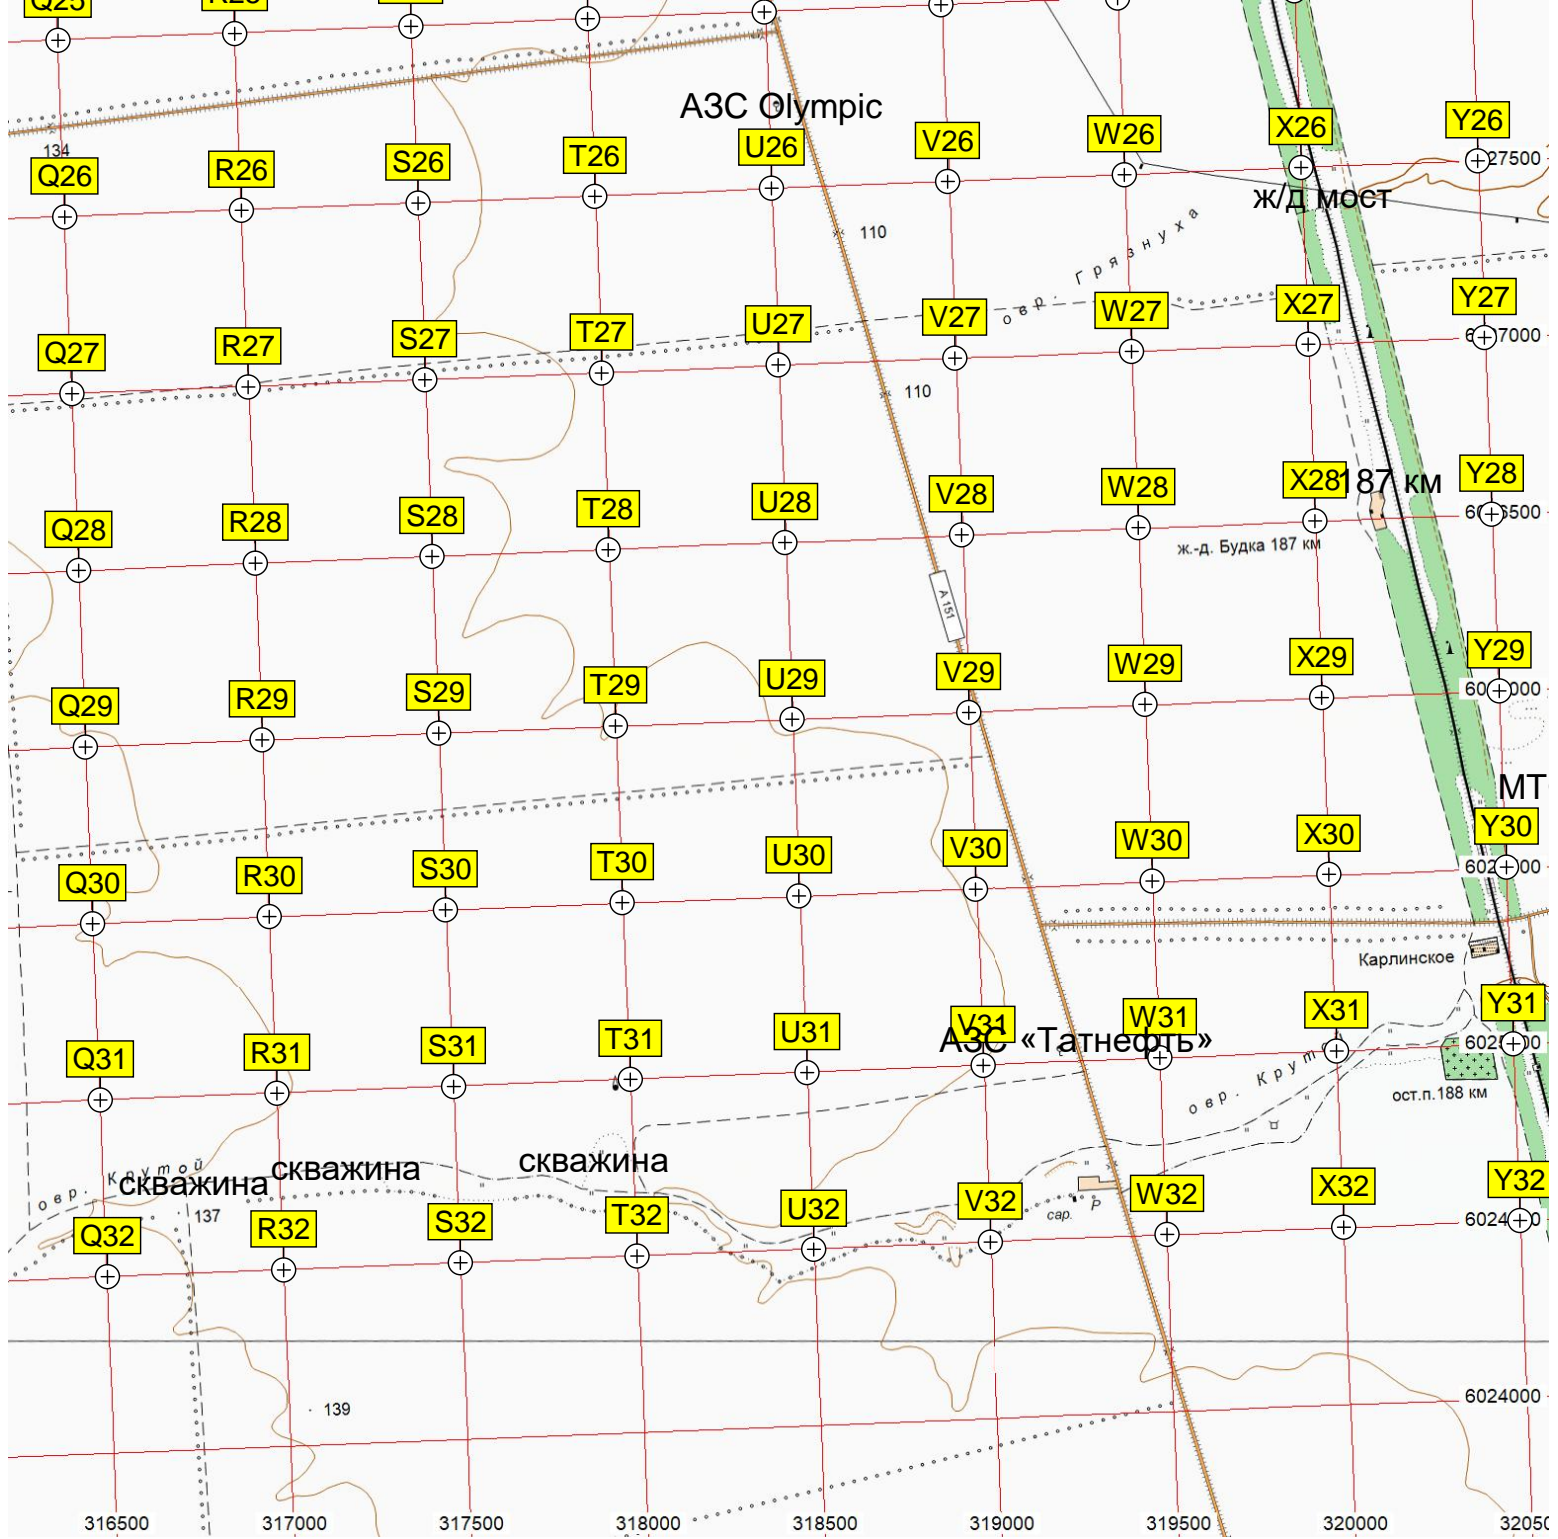 Q25
АЗС Olympic
134
Q26
R26
S26
T26
U26
V26
W26
X26
Y26
27500
ж/д мост
110
овр. Грязнуха
Q27
R27
S27
T27
U27
V27
W27
X27
Y27
110
Q28
R28
S28
T28
U28
V28
W28
X28
187 км
Y28
ж.-д. Будка 187 км
А 151
Q29
R29
S29
T29
U29
V29
W29
X29
Y29
МТ
Q30
R30
S30
T30
U30
V30
W30
X30
Y30
Карлинское
Q31
R31
S31
T31
U31
V31
W31
X31
Y31
АЗС «Татнефть»
овр.
ост.п.188 км
овр. Крутой
скважина
скважина
скважина
137
Q32
R32
S32
T32
U32
V32
W32
X32
Y32
сар.
Р
139
6024000
316500
317000
317500
318000
318500
319000
319500
320000